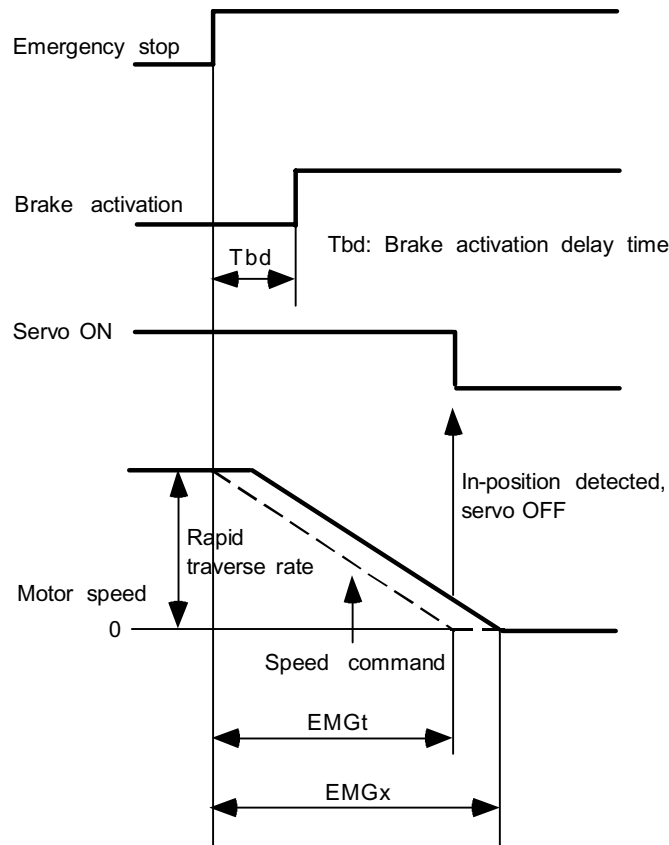 Emergency stop
Brake activation
Tbd
Tbd: Brake activation delay time
Servo ON
In-position detected,
servo OFF
Rapid
traverse rate
Motor speed
0
Speed command
EMGt
EMGx